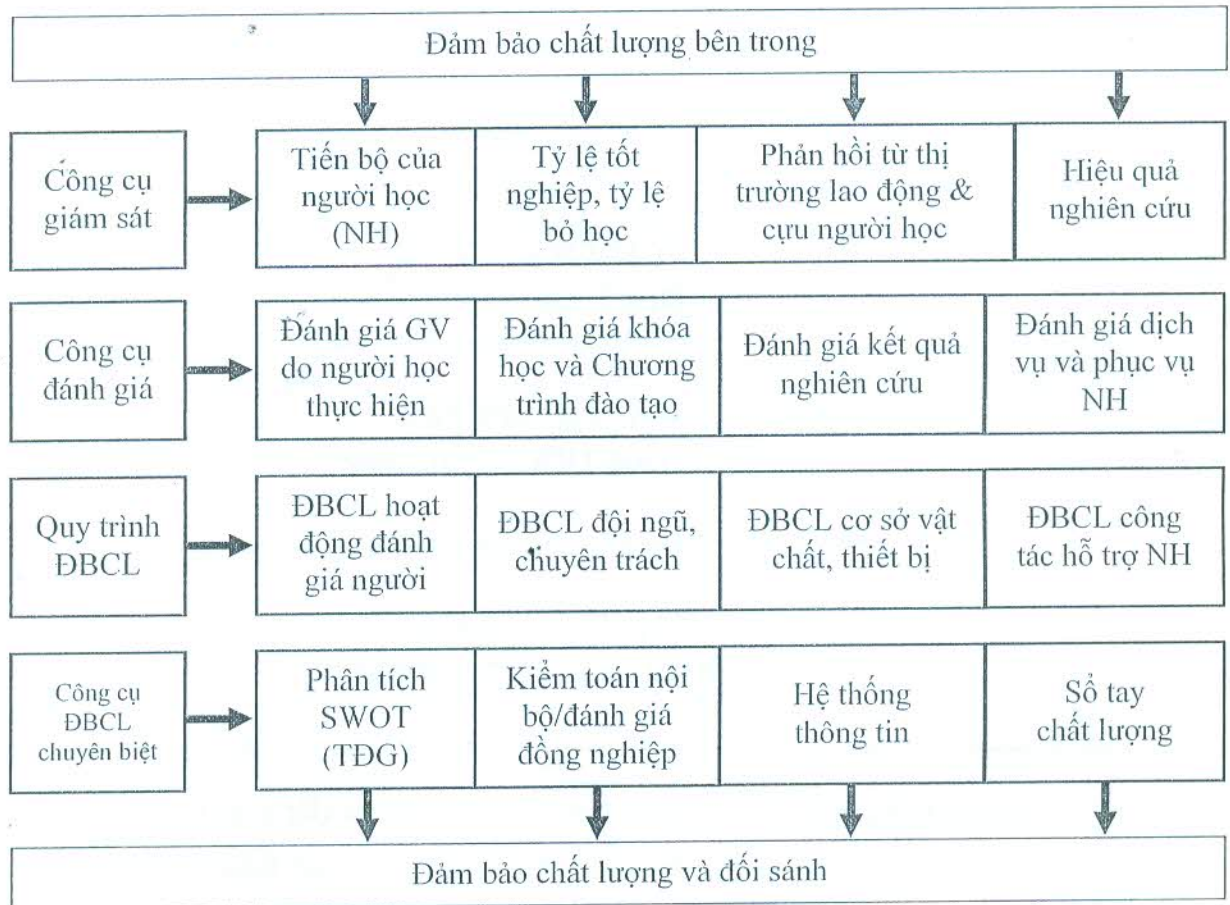 Đảm bảo chất lượng bên trong
Công cụ
giám sát
Tiến bộ của
người học
(NH)
Tỷ lệ tốt
nghiệp, tỷ lệ
bỏ học
Phản hồi từ thị
trường lao động &
cựu người học
Hiệu quả
nghiên cứu
Công cụ
đánh giá
Đánh giá GV
do người học
thực hiện
Đánh giá khóa
học và Chương
trình đào tạo
Đánh giá kết quả
nghiên cứu
Đánh giá dịch
vụ và phục vụ
NH
Quy trình
ĐBCL
ĐBCL hoạt
động đánh
giá người
ĐBCL đội ngũ,
chuyên trách
ĐBCL cơ sở vật
chất, thiết bị
ĐBCL công
tác hỗ trợ NH
Công cụ
ĐBCL
chuyên biệt
Phân tích
SWOT
(TĐG)
Kiểm toán nội
bộ/đánh giá
đồng nghiệp
Hệ thống
thông tin
Sổ tay
chất lượng
Đảm bảo chất lượng và đối sánh